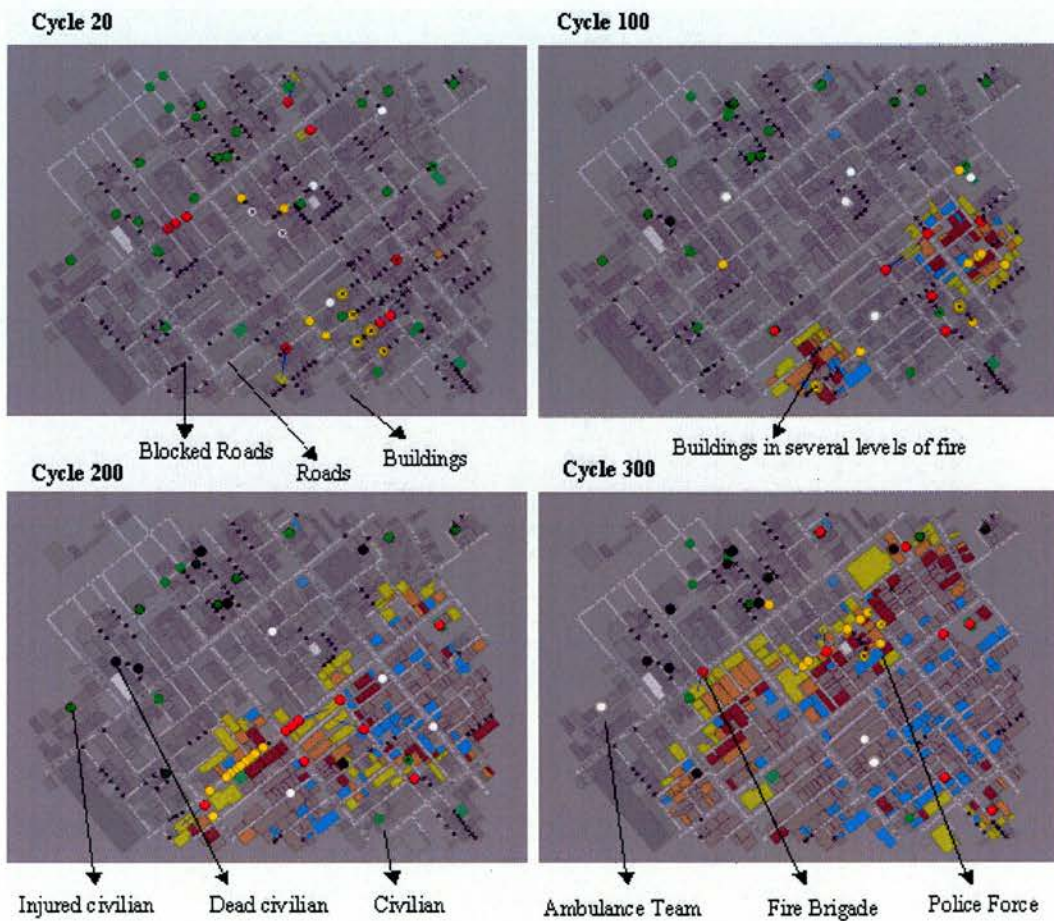 Cycle 20
Cycle 100
Blocked Roads
Roads
Buildings
Buildings in several levels of fire
Cycle 200
Cycle 300
Injured civilian
Dead civilian
Civilian
Ambulance Team
Fire Brigade
Police Force